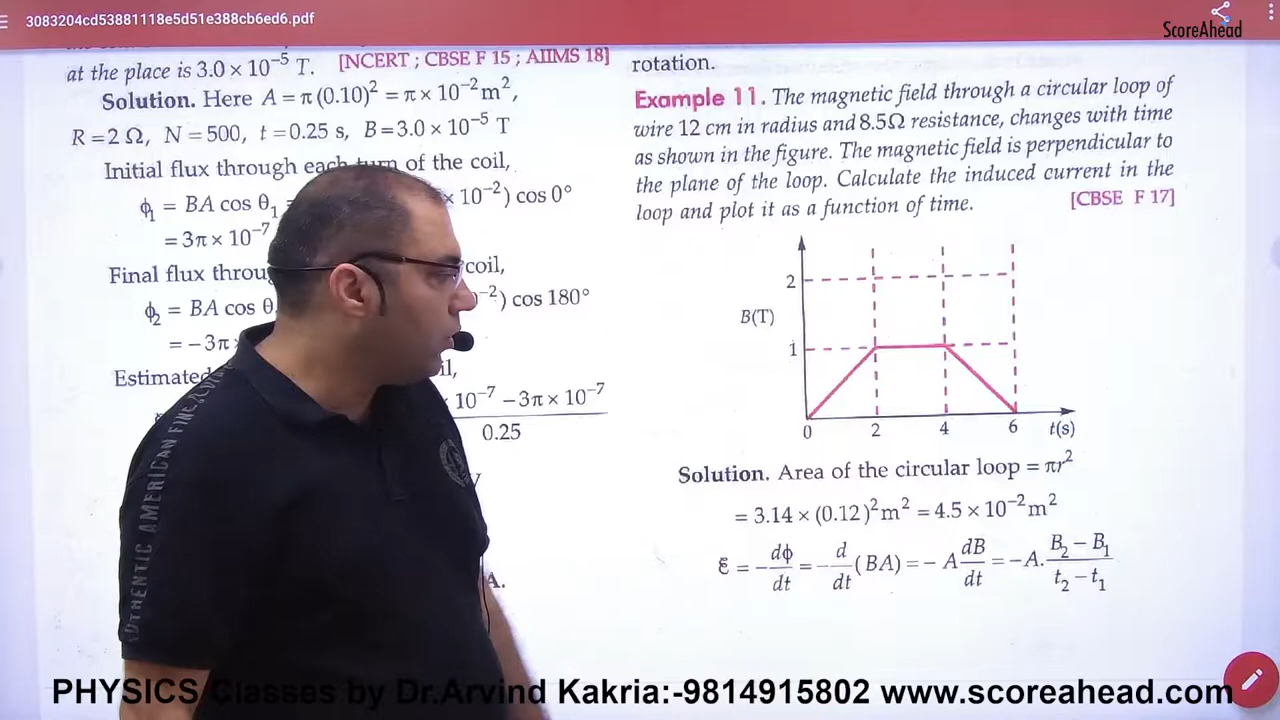 3083204cd53881118e5d51e388cb6ed6.pdf
ScoreAhead
at the place is 3.0 × 10⁻⁵ T. [NCERT ; CBSE F 15 ; AIIMS 18]
Solution. Here A = π (0.10)² = π × 10⁻² m²,
R = 2 Ω, N = 500, t = 0.25 s, B = 3.0 × 10⁻⁵ T
Initial flux through each turn of the coil,
ϕ₁ = BA cos θ₁ × 10⁻²) cos 0°
= 3π × 10⁻⁷
Final flux coil,
ϕ₂ = BA cos θ ⁻²) cos 180°
= − 3π
Estimated
10⁻⁷ − 3π × 10⁻⁷
0.25
A.
rotation.
Example 11. The magnetic field through a circular loop of
wire 12 cm in radius and 8.5Ω resistance, changes with time
as shown in the figure. The magnetic field is perpendicular to
the plane of the loop. Calculate the induced current in the
loop and plot it as a function of time. [CBSE F 17]
2
B(T)
1
0 2 4 6 t(s)
Solution. Area of the circular loop = πr²
= 3.14 × (0.12)² m² = 4.5 × 10⁻² m²
ℰ = − dϕ/dt = − d/dt (BA) = − A dB/dt = −A. B₂ − B₁/t₂ − t₁
AUTHENTIC AMERICAN FINE
PHYSICS Classes by Dr.Arvind Kakria:-9814915802 www.scoreahead.com